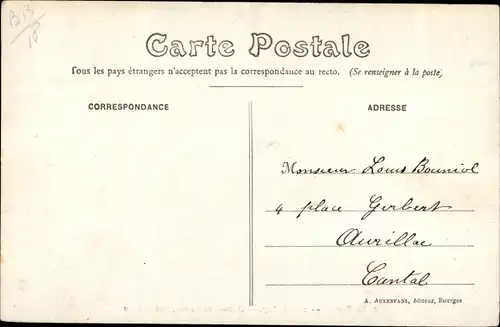 Carte Postale
Tous les pays étrangers n'acceptent pas la correspondance au recto. (Se renseigner à la poste)
CORRESPONDANCE
ADRESSE
Monsieur Louis Bouniol
4 place Gerbert
Aurillac
Cantal
A. AUXENFANS, éditeur, Bourges